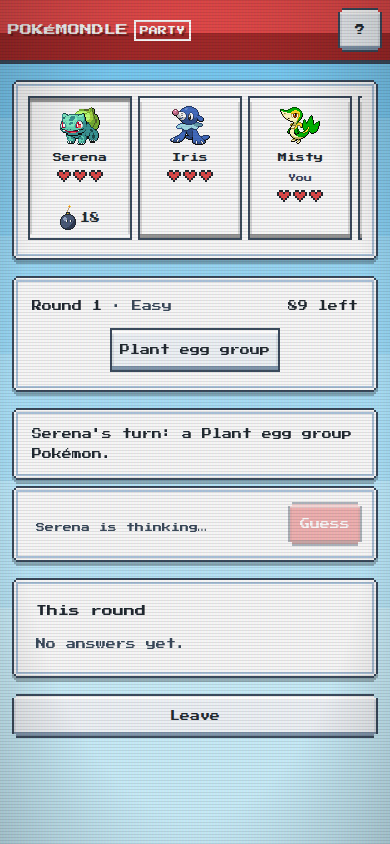 POKéMONDLE PARTY
?
Serena
18
Iris
Misty
You
Round 1 · Easy
89 left
Plant egg group
Serena's turn: a Plant egg group
Pokémon.
Serena is thinking…
Guess
This round
No answers yet.
Leave